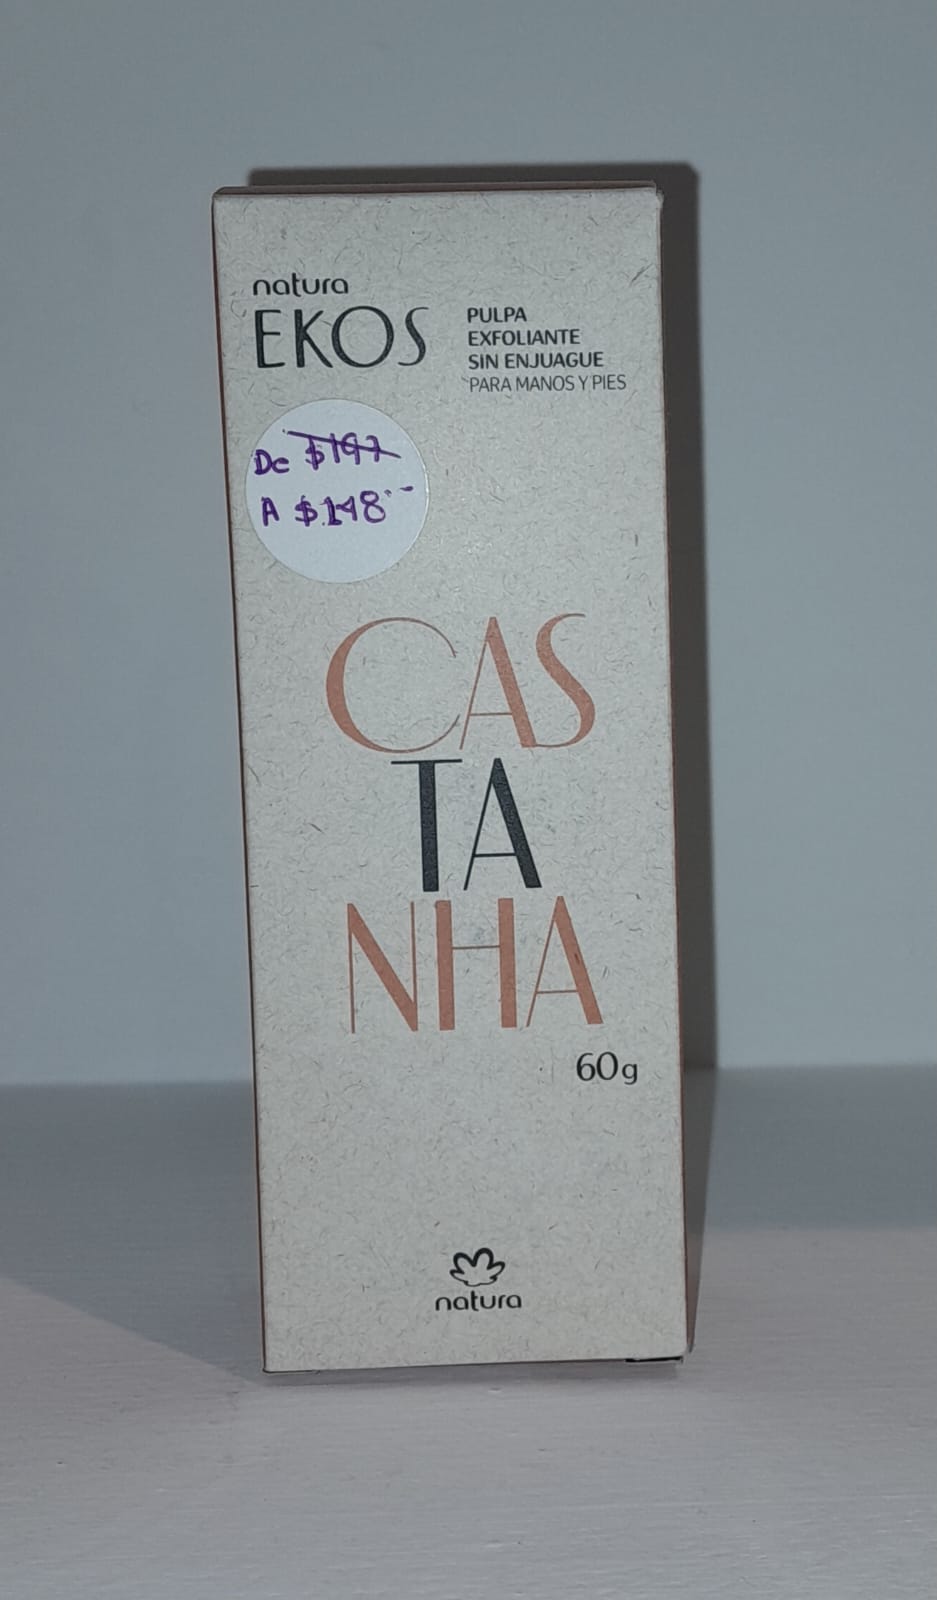 natura
EKOS
PULPA
EXFOLIANTE
SIN ENJUAGUE
PARA MANOS Y PIES
De $197
A $148
CAS
TA
NHA
60g
natura